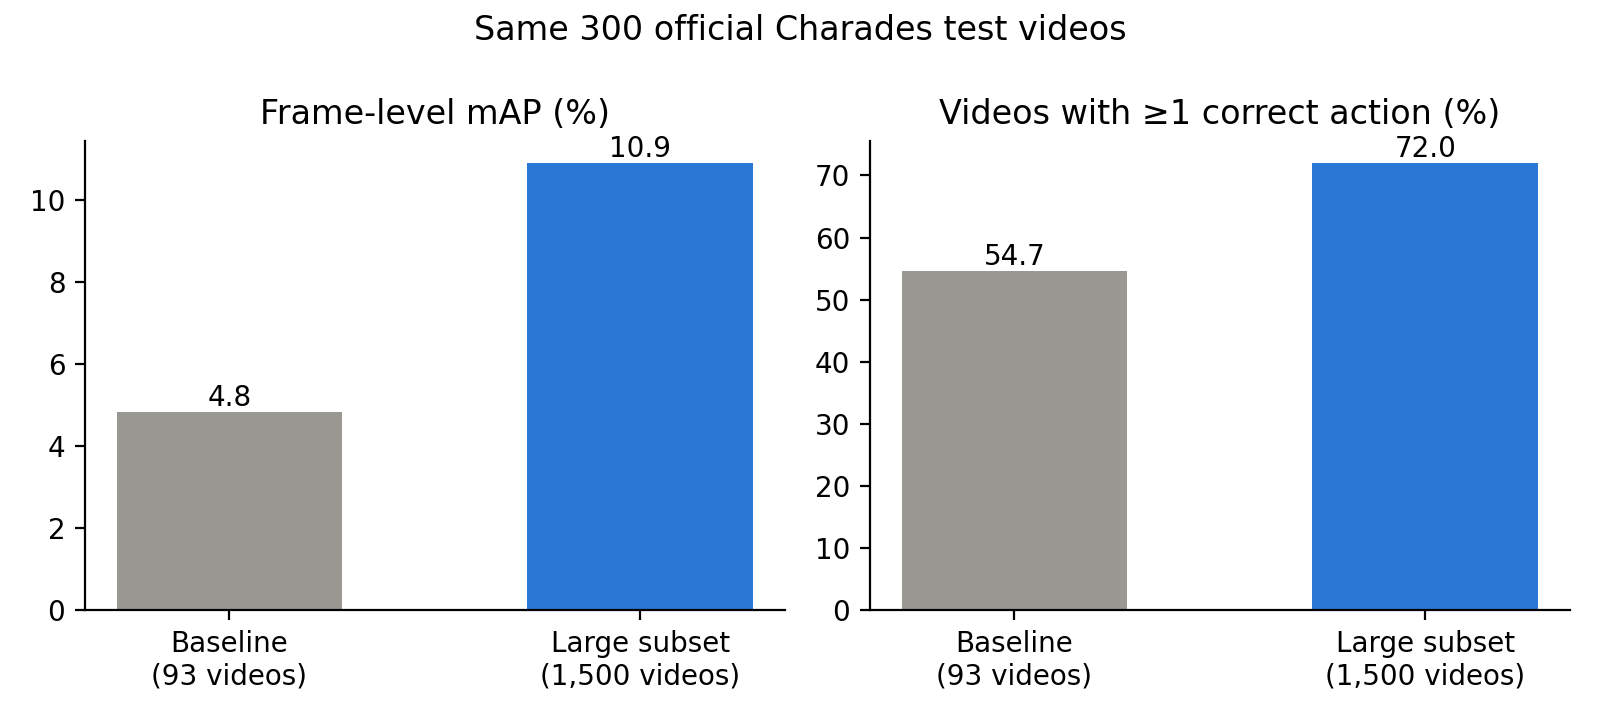 Same 300 official Charades test videos
Frame-level mAP (%)
10.9
4.8
10
8
6
4
2
0
Baseline
(93 videos)
Large subset
(1,500 videos)
Videos with ≥1 correct action (%)
72.0
54.7
70
60
50
40
30
20
10
0
Baseline
(93 videos)
Large subset
(1,500 videos)